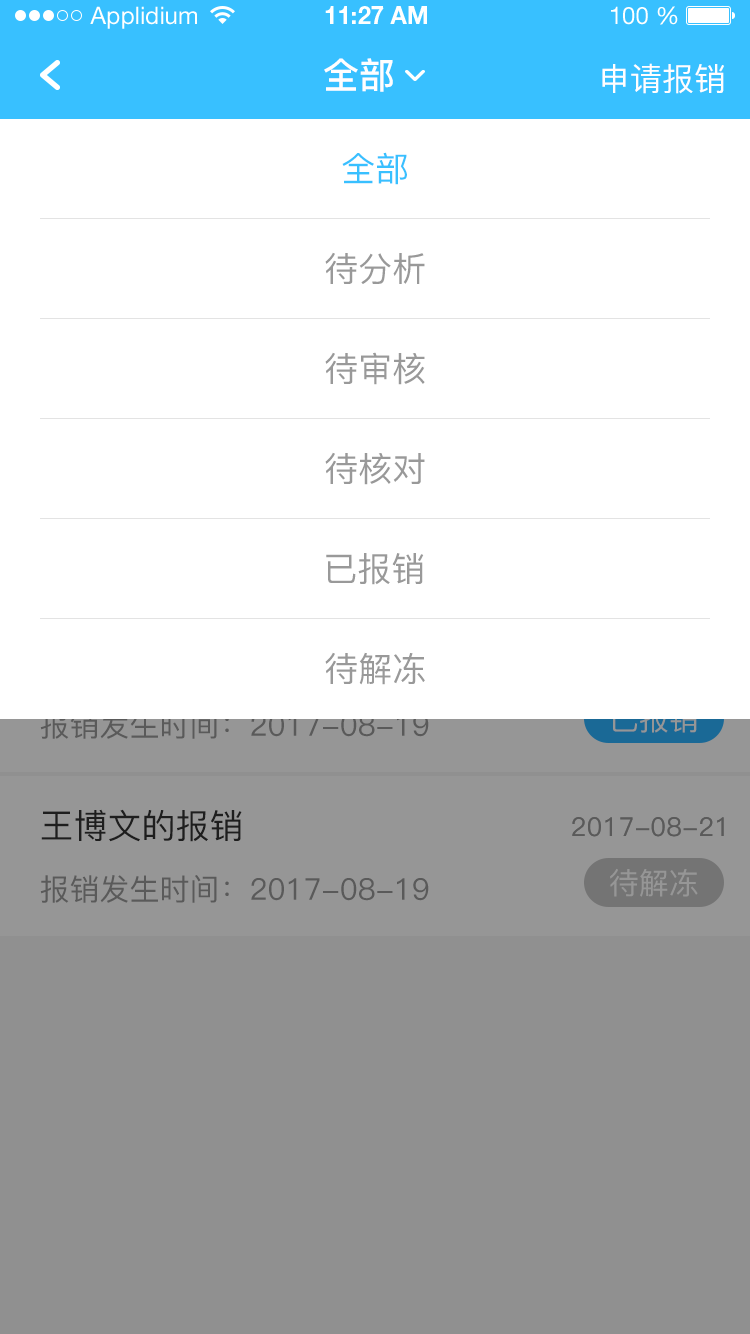 Applidium 11:27 AM 100 %
全部 申请报销
全部
待分析
待审核
待核对
已报销
待解冻
报销发生时间：2017-08-19 已报销
王博文的报销 2017-08-21
报销发生时间：2017-08-19 待解冻